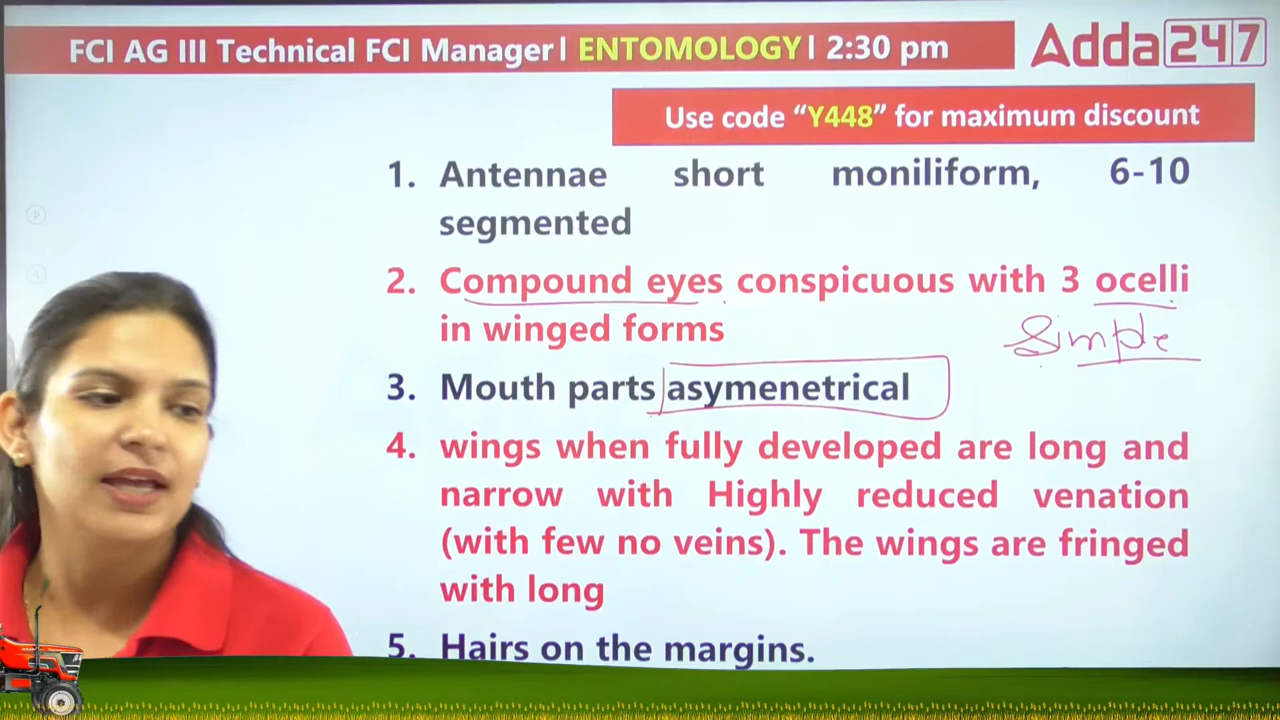 FCI AG III Technical FCI Manager| ENTOMOLOGY| 2:30 pm
Adda247
Use code “Y448” for maximum discount
1. Antennae short moniliform, 6-10
segmented
2. Compound eyes conspicuous with 3 ocelli
in winged forms
Simple
3. Mouth parts asymenetrical
4. wings when fully developed are long and
narrow with Highly reduced venation
(with few no veins). The wings are fringed
with long
5. Hairs on the margins.